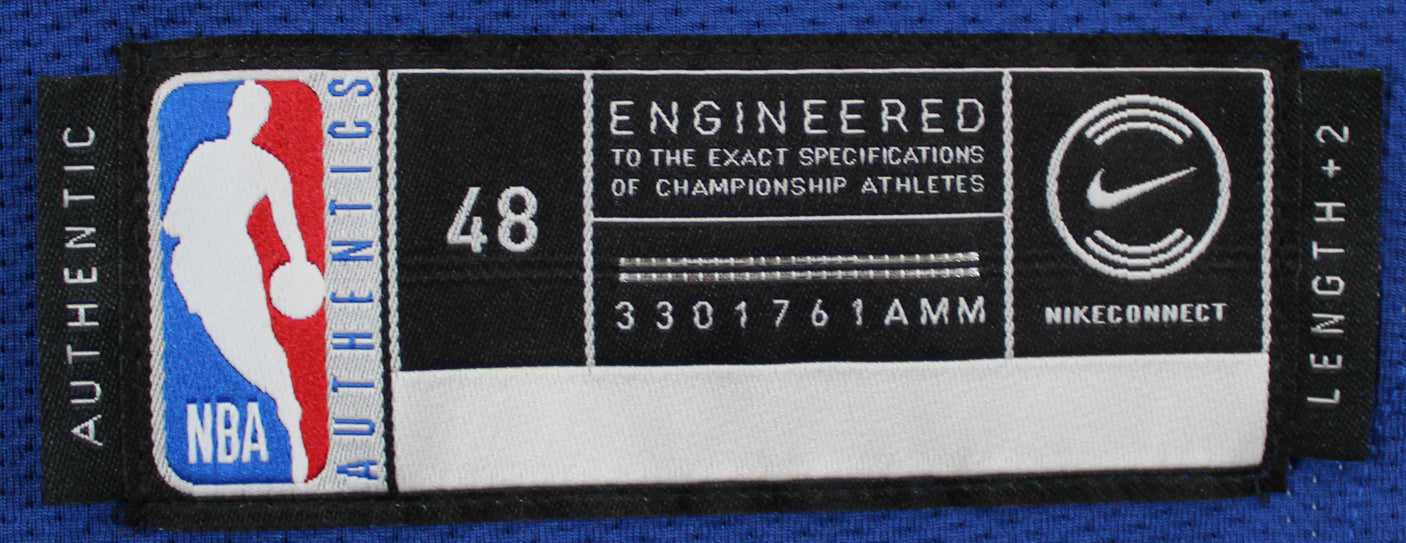 AUTHENTIC
NBA
AUTHENTICS
48
ENGINEERED
TO THE EXACT SPECIFICATIONS
OF CHAMPIONSHIP ATHLETES
3301761AMM
NIKECONNECT
LENGTH +2